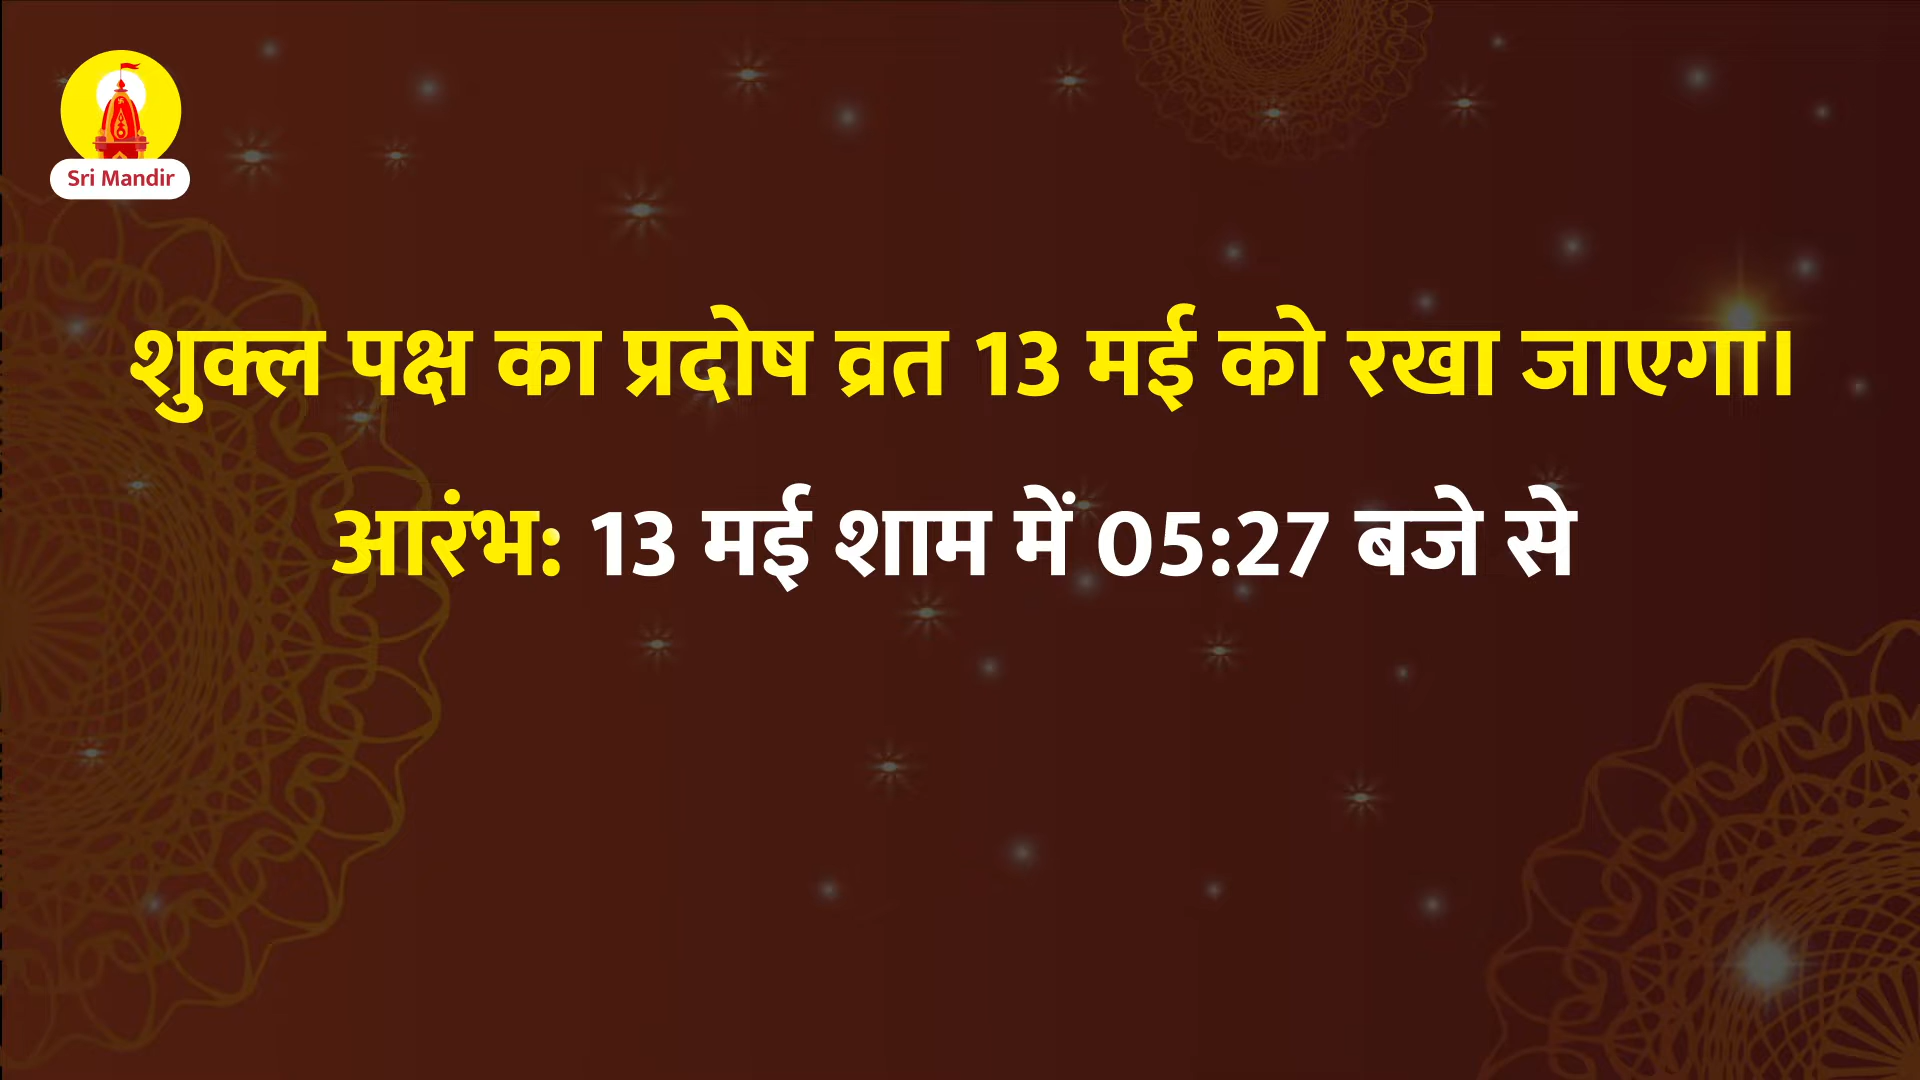 Sri Mandir
शुक्ल पक्ष का प्रदोष व्रत 13 मई को रखा जाएगा।
आरंभ: 13 मई शाम में 05:27 बजे से